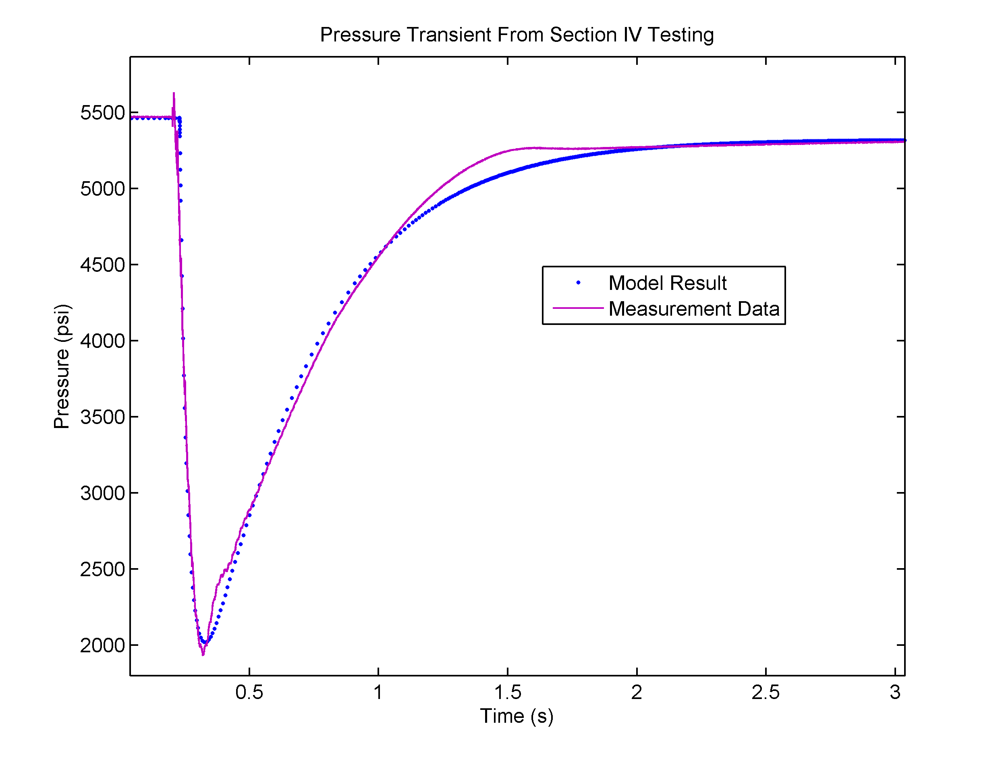 Pressure Transient From Section IV Testing
5500
5000
4500
4000
3500
3000
2500
2000
Pressure (psi)
Model Result
Measurement Data
0.5 1 1.5 2 2.5 3
Time (s)